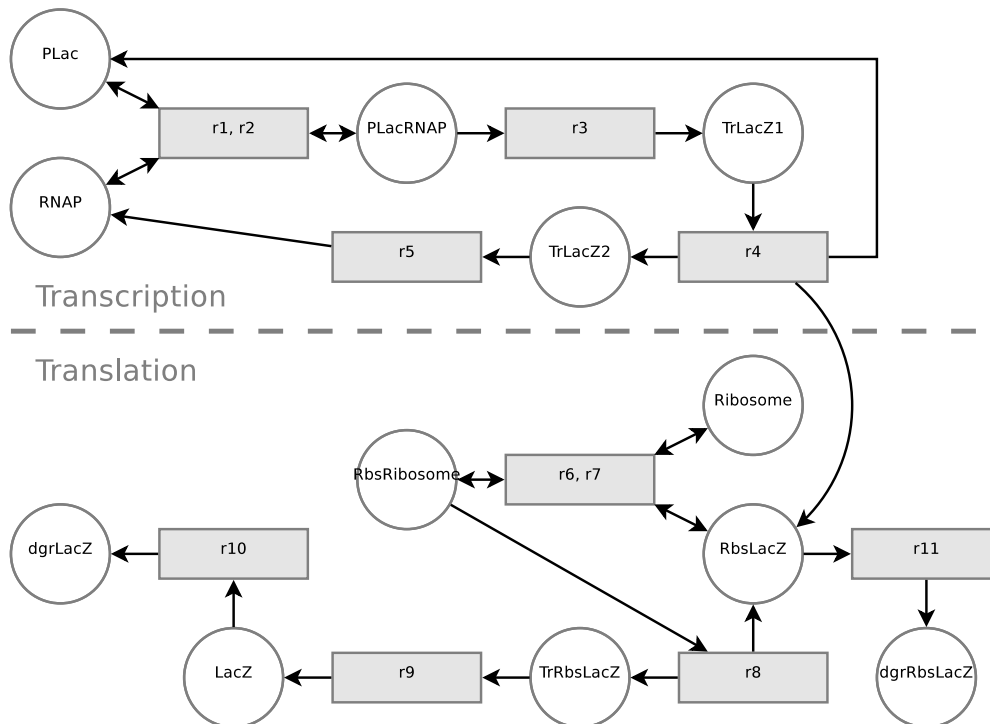 PLac
r1, r2
PLacRNAP
r3
TrLacZ1
RNAP
r5
TrLacZ2
r4
Transcription
Translation
Ribosome
RbsRibosome
r6, r7
dgrLacZ
r10
RbsLacZ
r11
LacZ
r9
TrRbsLacZ
r8
dgrRbsLacZ